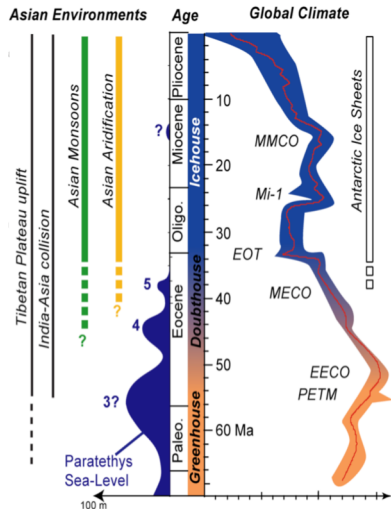 Asian Environments
Age
Global Climate
Tibetan Plateau uplift
India-Asia collision
Asian Monsoons
Asian Aridification
?
?
?
5
4
3?
Paratethys
Sea-Level
100 m
Pliocene
Miocene
Oligo.
Eocene
Paleo.
Icehouse
Doubthouse
Greenhouse
10
20
30
40
50
60 Ma
MMCO
Mi-1
EOT
MECO
EECO
PETM
Antarctic Ice Sheets